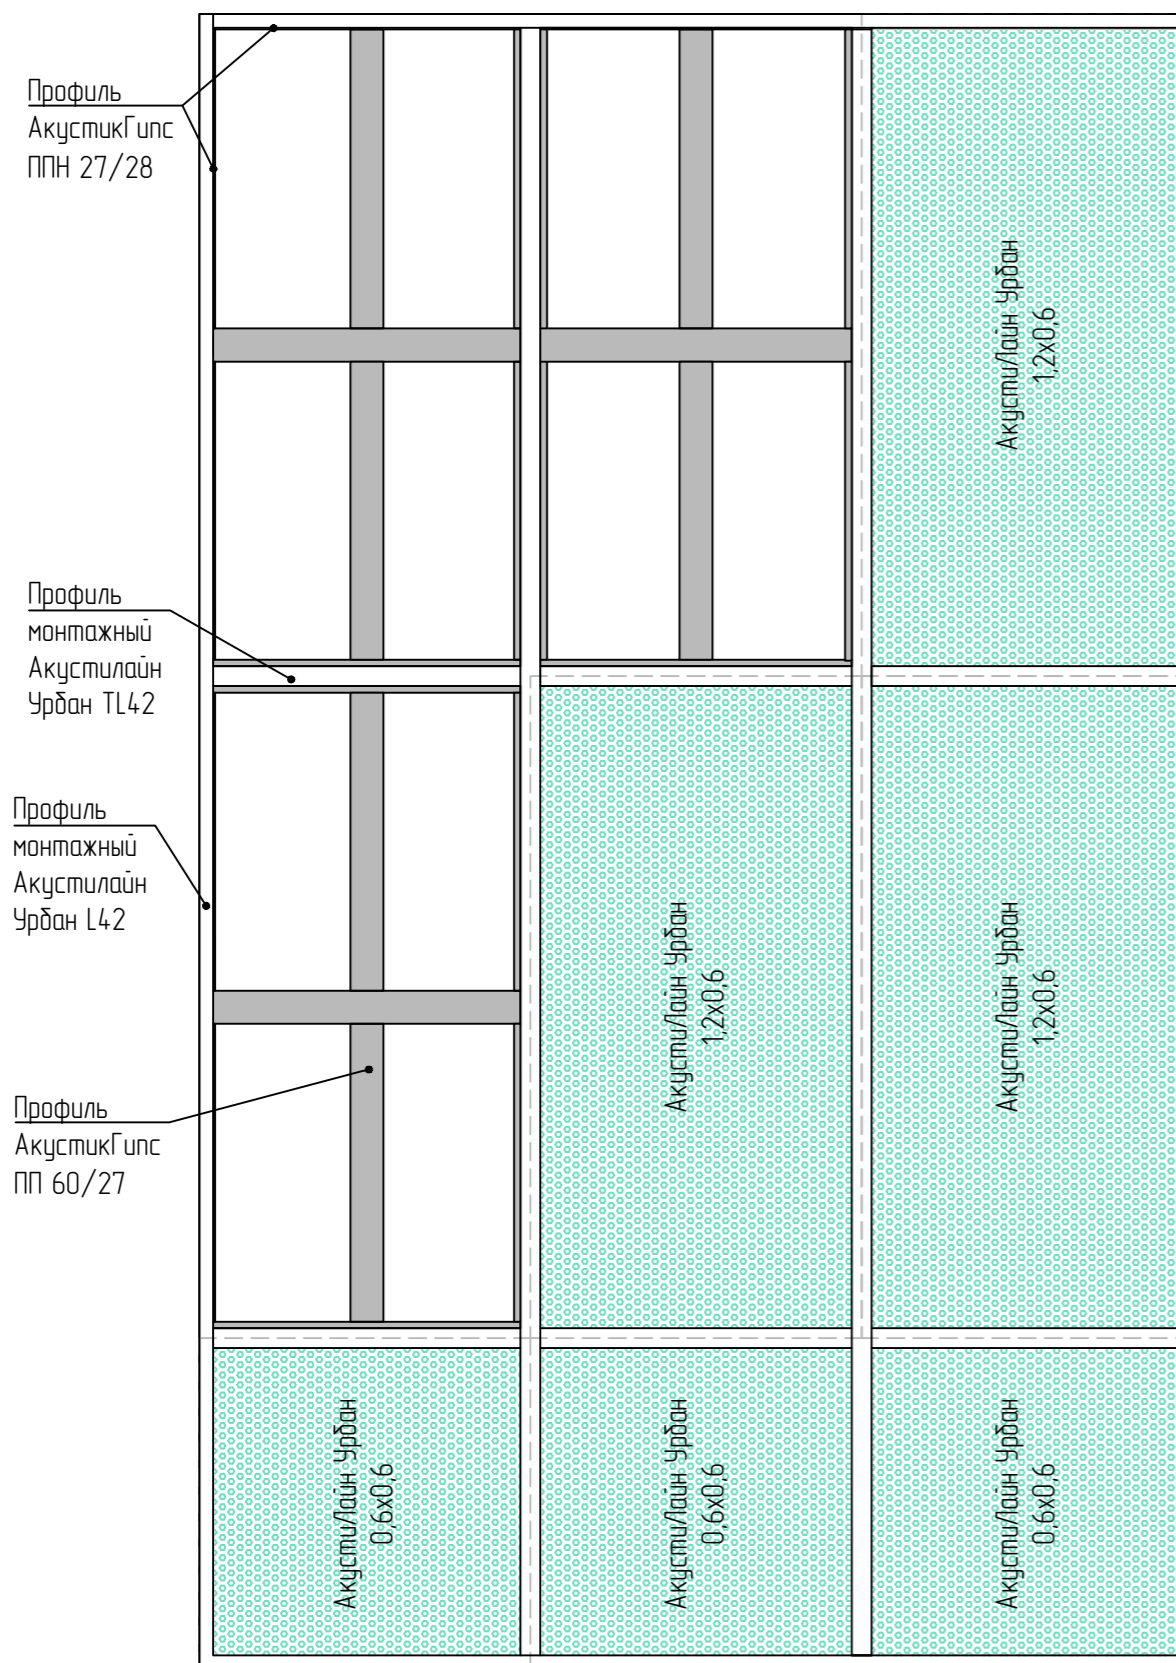 Профиль
АкустикГипс
ППН 27/28
АкустиЛайн Урбан
1,2х0,6
Профиль
монтажный
Акустилайн
Урбан TL42
Профиль
монтажный
Акустилайн
Урбан L42
АкустиЛайн Урбан
1,2х0,6
АкустиЛайн Урбан
1,2х0,6
Профиль
АкустикГипс
ПП 60/27
АкустиЛайн Урбан
0,6х0,6
АкустиЛайн Урбан
0,6х0,6
АкустиЛайн Урбан
0,6х0,6